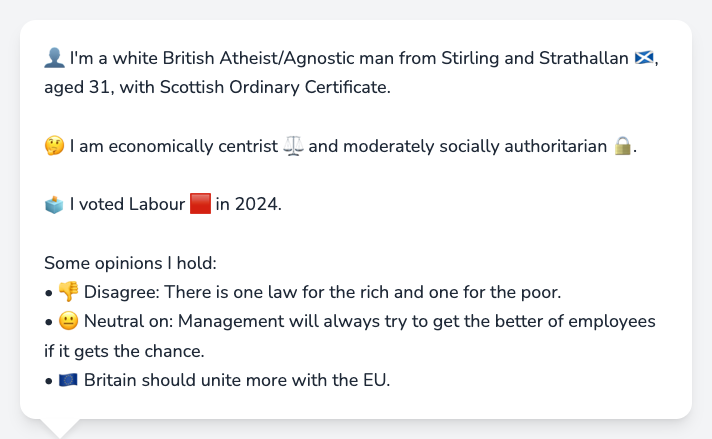 👤 I'm a white British Atheist/Agnostic man from Stirling and Strathallan 🏴󠁧󠁢󠁳󠁣󠁴󠁿,
aged 31, with Scottish Ordinary Certificate.
🤔 I am economically centrist ⚖️ and moderately socially authoritarian 🔒.
🗳️ I voted Labour 🟥 in 2024.
Some opinions I hold:
• 👎 Disagree: There is one law for the rich and one for the poor.
• 😐 Neutral on: Management will always try to get the better of employees
if it gets the chance.
• 🇪🇺 Britain should unite more with the EU.